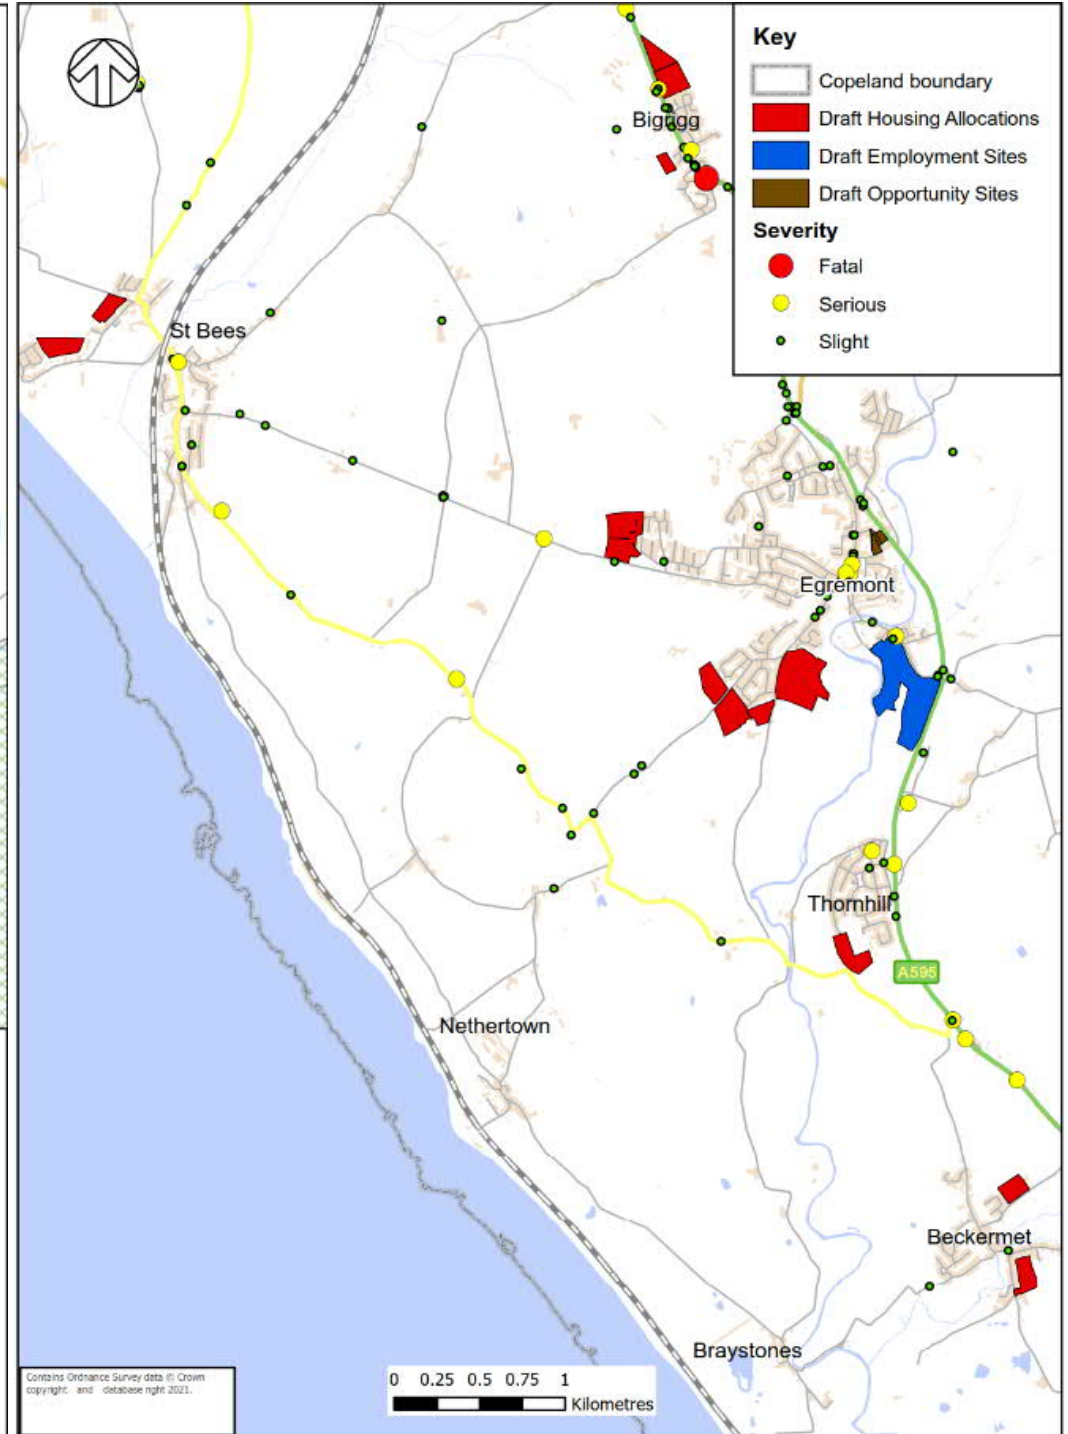 Key
Copeland boundary
Draft Housing Allocations
Draft Employment Sites
Draft Opportunity Sites
Severity
Fatal
Serious
Slight
Bigrigg
St Bees
Egremont
Thornhill
A595
Nethertown
Beckermet
Braystones
0 0.25 0.5 0.75 1
Kilometres
Contains Ordnance Survey data © Crown
copyright and database right 2021.